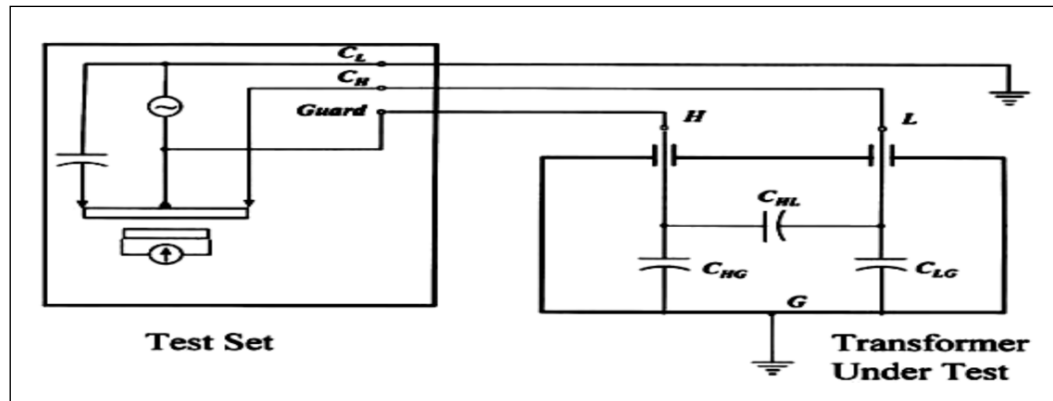 C_L
C_H
Guard
H
L
C_HL
C_HG
C_LG
G
Test Set
Transformer
Under Test